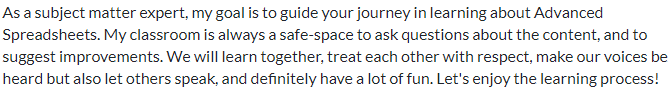 As a subject matter expert, my goal is to guide your journey in learning about Advanced
Spreadsheets. My classroom is always a safe-space to ask questions about the content, and to
suggest improvements. We will learn together, treat each other with respect, make our voices be
heard but also let others speak, and definitely have a lot of fun. Let's enjoy the learning process!